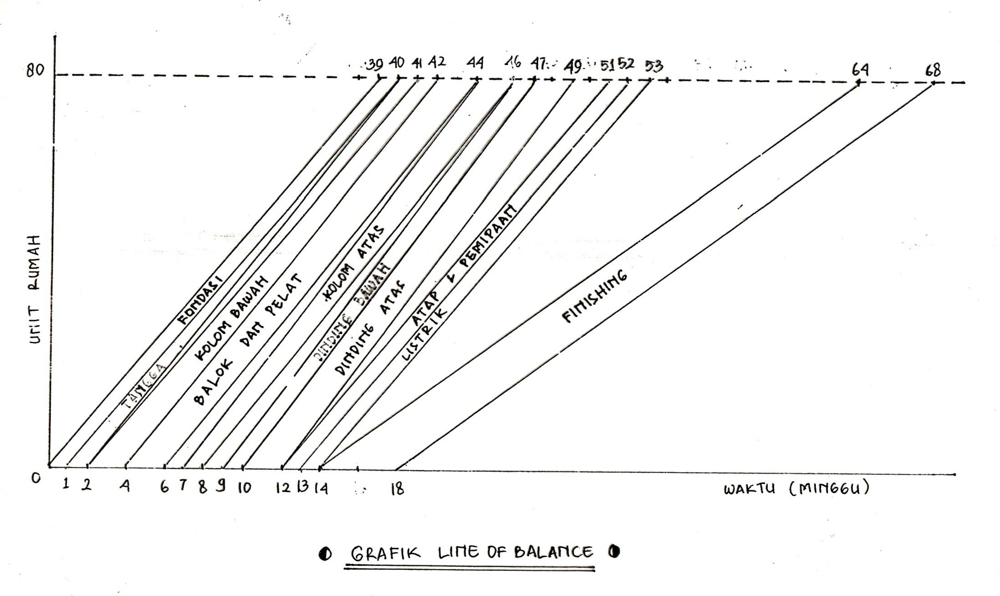 80
39 40 41 42 44 46 47 49 51 52 53 64 68
UNIT RUMAH
FONDASI
TANGGA
KOLOM BAWAH
BALOK DAN PELAT
KOLOM ATAS
DINDING BAWAH
DINDING ATAS
ATAP & PEMIPAAN
LISTRIK
FINISHING
0
1 2 4 6 7 8 9 10 12 13 14 18
WAKTU (MINGGU)
GRAFIK LINE OF BALANCE